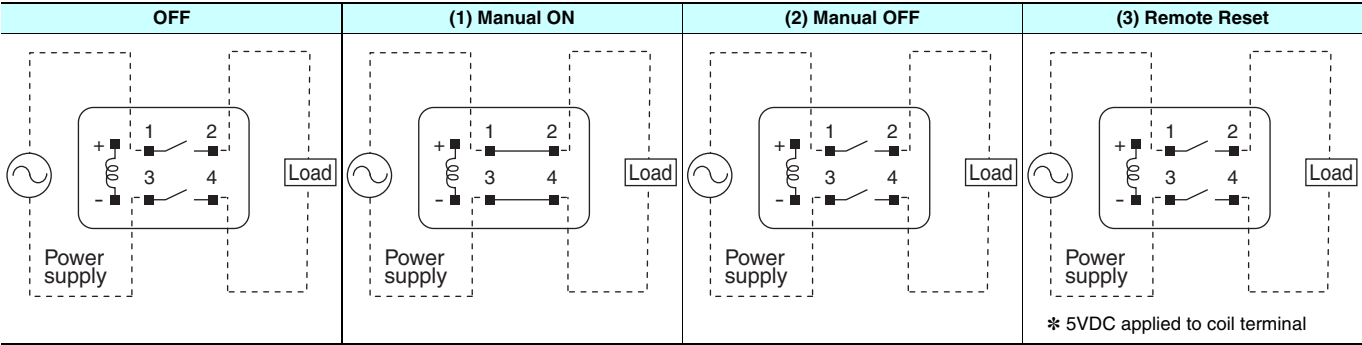 OFF
(1) Manual ON
(2) Manual OFF
(3) Remote Reset
1 2
+
3 4
-
Load
Power
supply
1 2
+
3 4
-
Load
Power
supply
1 2
+
3 4
-
Load
Power
supply
1 2
+
3 4
-
Load
Power
supply
✽ 5VDC applied to coil terminal